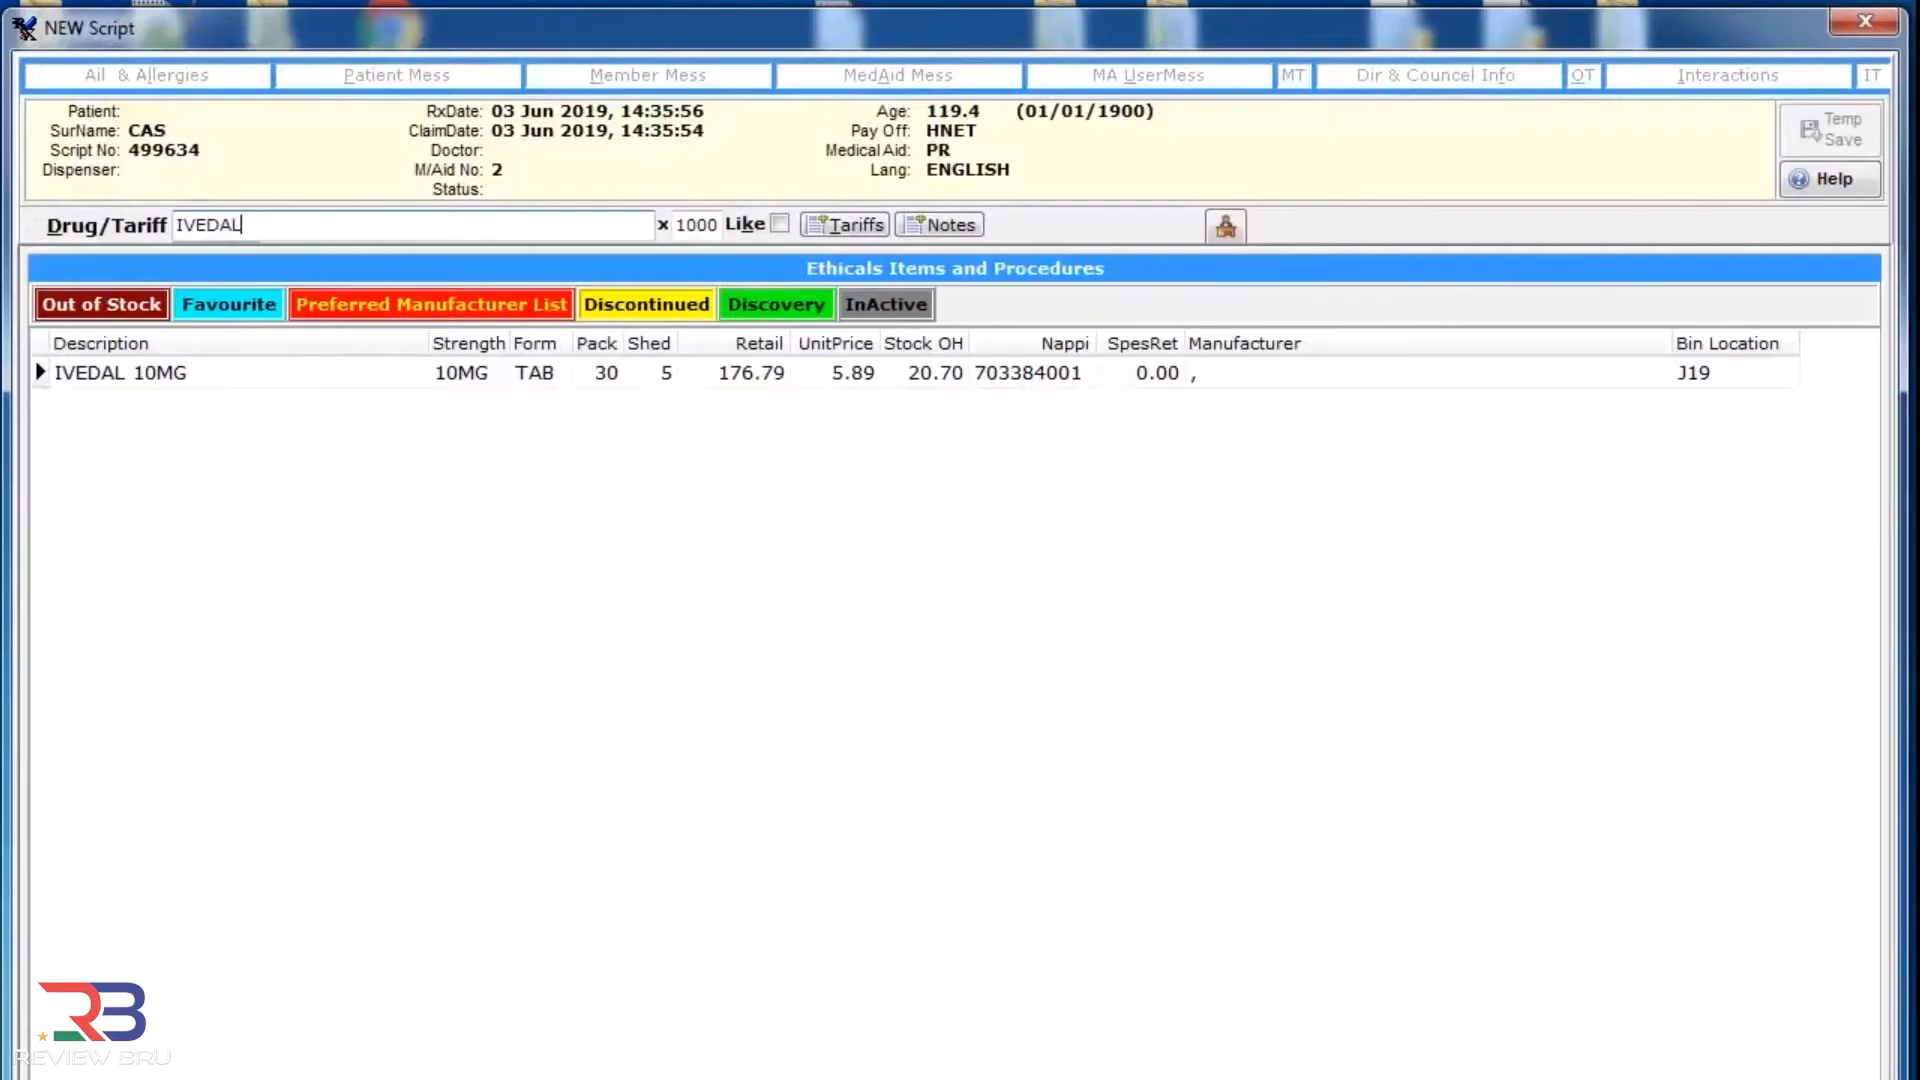 NEW Script
Ail & Allergies Patient Mess Member Mess MedAid Mess MA UserMess MT Dir & Councel Info OT Interactions IT
Patient: RxDate: 03 Jun 2019, 14:35:56 Age: 119.4 (01/01/1900)
SurName: CAS ClaimDate: 03 Jun 2019, 14:35:54 Pay Off: HNET
Script No: 499634 Doctor: Medical Aid: PR
Dispenser: M/Aid No: 2 Lang: ENGLISH
Status:
Temp Save
Help
Drug/Tariff IVEDAL x 1000 Like Tariffs Notes
Ethicals Items and Procedures
Out of Stock Favourite Preferred Manufacturer List Discontinued Discovery InActive
Description Strength Form Pack Shed Retail UnitPrice Stock OH Nappi SpesRet Manufacturer Bin Location
IVEDAL 10MG 10MG TAB 30 5 176.79 5.89 20.70 703384001 0.00 , J19
RB
REVIEW BRU